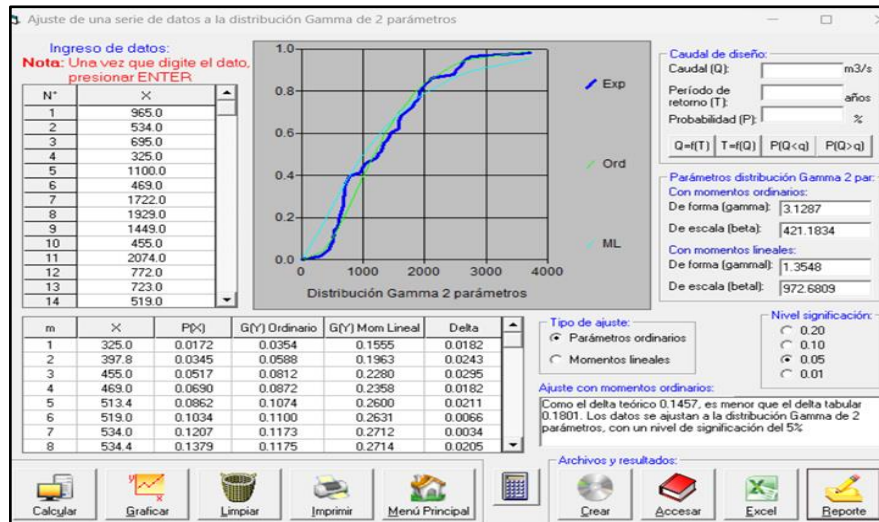 Ajuste de una serie de datos a la distribución Gamma de 2 parámetros
Ingreso de datos:
Nota: Una vez que digite el dato, presionar ENTER
N° X
1 965.0
2 534.0
3 695.0
4 325.0
5 1100.0
6 469.0
7 1722.0
8 1929.0
9 1449.0
10 455.0
11 2074.0
12 772.0
13 723.0
14 519.0
1.0
0.8
0.6
0.4
0.2
0.0
0 1000 2000 3000 4000
Distribución Gamma 2 parámetros
Exp
Ord
ML
Caudal de diseño:
Caudal (Q): m3/s
Período de retorno (T): años
Probabilidad (P): %
Q=f(T) T=f(Q) P(Q<q) P(Q>q)
Parámetros distribución Gamma 2 par:
Con momentos ordinarios:
De forma (gamma): 3.1287
De escala (beta): 421.1834
Con momentos lineales:
De forma (gammal): 1.3548
De escala (betal): 972.6809
m X P(X) G(Y) Ordinario G(Y) Mom Lineal Delta
1 325.0 0.0172 0.0354 0.1555 0.0182
2 397.8 0.0345 0.0588 0.1963 0.0243
3 455.0 0.0517 0.0812 0.2280 0.0295
4 469.0 0.0690 0.0872 0.2358 0.0182
5 513.4 0.0862 0.1074 0.2600 0.0211
6 519.0 0.1034 0.1100 0.2631 0.0066
7 534.0 0.1207 0.1173 0.2712 0.0034
8 534.4 0.1379 0.1175 0.2714 0.0205
Tipo de ajuste:
Parámetros ordinarios
Momentos lineales
Nivel significación:
0.20
0.10
0.05
0.01
Ajuste con momentos ordinarios:
Como el delta teórico 0.1457, es menor que el delta tabular
0.1801. Los datos se ajustan a la distribución Gamma de 2
parámetros, con un nivel de significación del 5%
Calcular
Graficar
Limpiar
Imprimir
Menú Principal
Archivos y resultados:
Crear
Accesar
Excel
Reporte